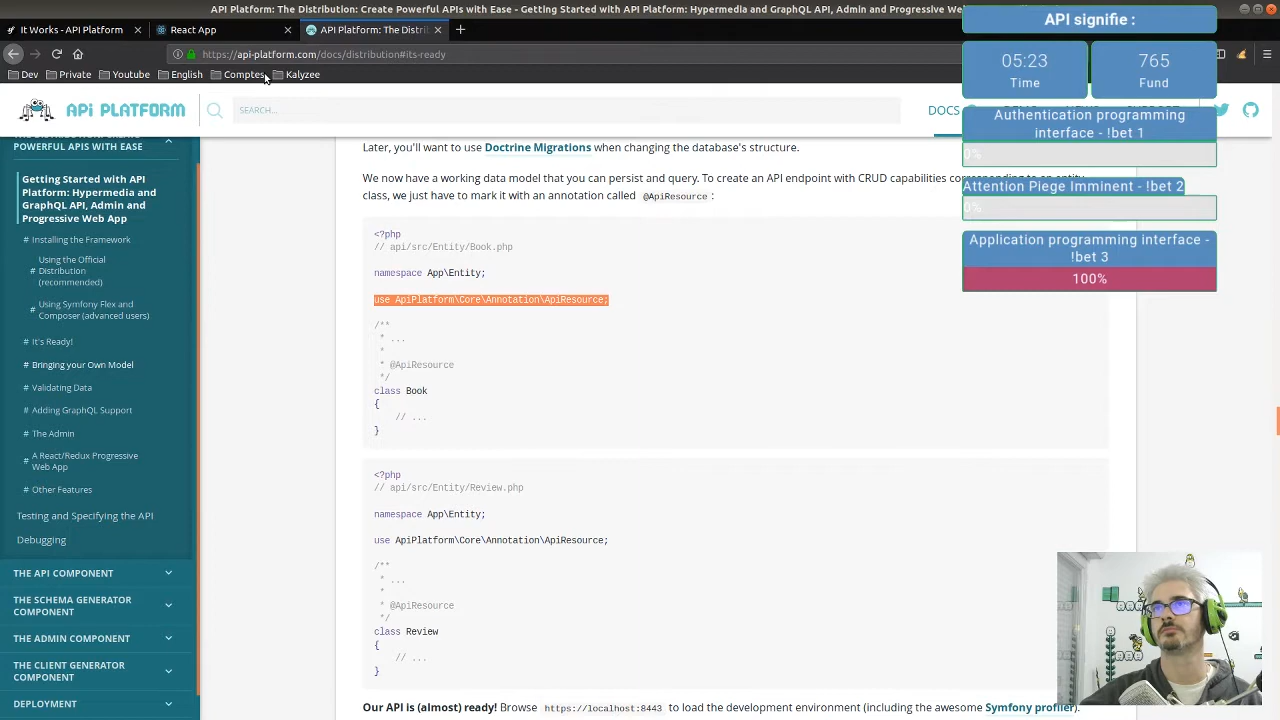 API Platform: The Distribution: Create Powerful APIs with Ease - Getting Started with API Platform: Hypermedia and GraphQL API, Admin and Progressive We
It Works - API Platform
React App
API Platform: The Distribution
https://api-platform.com/docs/distribution#its-ready
Dev
Private
Youtube
English
Comptes
Kalyzee
API PLATFORM
SEARCH...
DOCS
POWERFUL APIS WITH EASE
Getting Started with API
Platform: Hypermedia and
GraphQL API, Admin and
Progressive Web App
# Installing the Framework
Using the Official
# Distribution
(recommended)
Using Symfony Flex and
# Composer (advanced users)
# It's Ready!
# Bringing your Own Model
# Validating Data
# Adding GraphQL Support
# The Admin
# A React/Redux Progressive
Web App
# Other Features
Testing and Specifying the API
Debugging
THE API COMPONENT
THE SCHEMA GENERATOR
COMPONENT
THE ADMIN COMPONENT
THE CLIENT GENERATOR
COMPONENT
DEPLOYMENT
Later, you'll want to use Doctrine Migrations when changing the database's structure.
We now have a working data model that you can persist and query. To create an API endpoint with CRUD capabilities corresponding to an entity
class, we just have to mark it with an annotation called @ApiResource :
<?php
// api/src/Entity/Book.php
namespace App\Entity;
use ApiPlatform\Core\Annotation\ApiResource;
/**
* ...
*
* @ApiResource
*/
class Book
{
// ...
}
<?php
// api/src/Entity/Review.php
namespace App\Entity;
use ApiPlatform\Core\Annotation\ApiResource;
/**
* ...
*
* @ApiResource
*/
class Review
{
// ...
}
Our API is (almost) ready! Browse https://localhost:8443 to load the development environment (including the awesome Symfony profiler).
API signifie :
05:23
Time
765
Fund
Authentication programming
interface - !bet 1
0%
Attention Piege Imminent - !bet 2
0%
Application programming interface -
!bet 3
100%